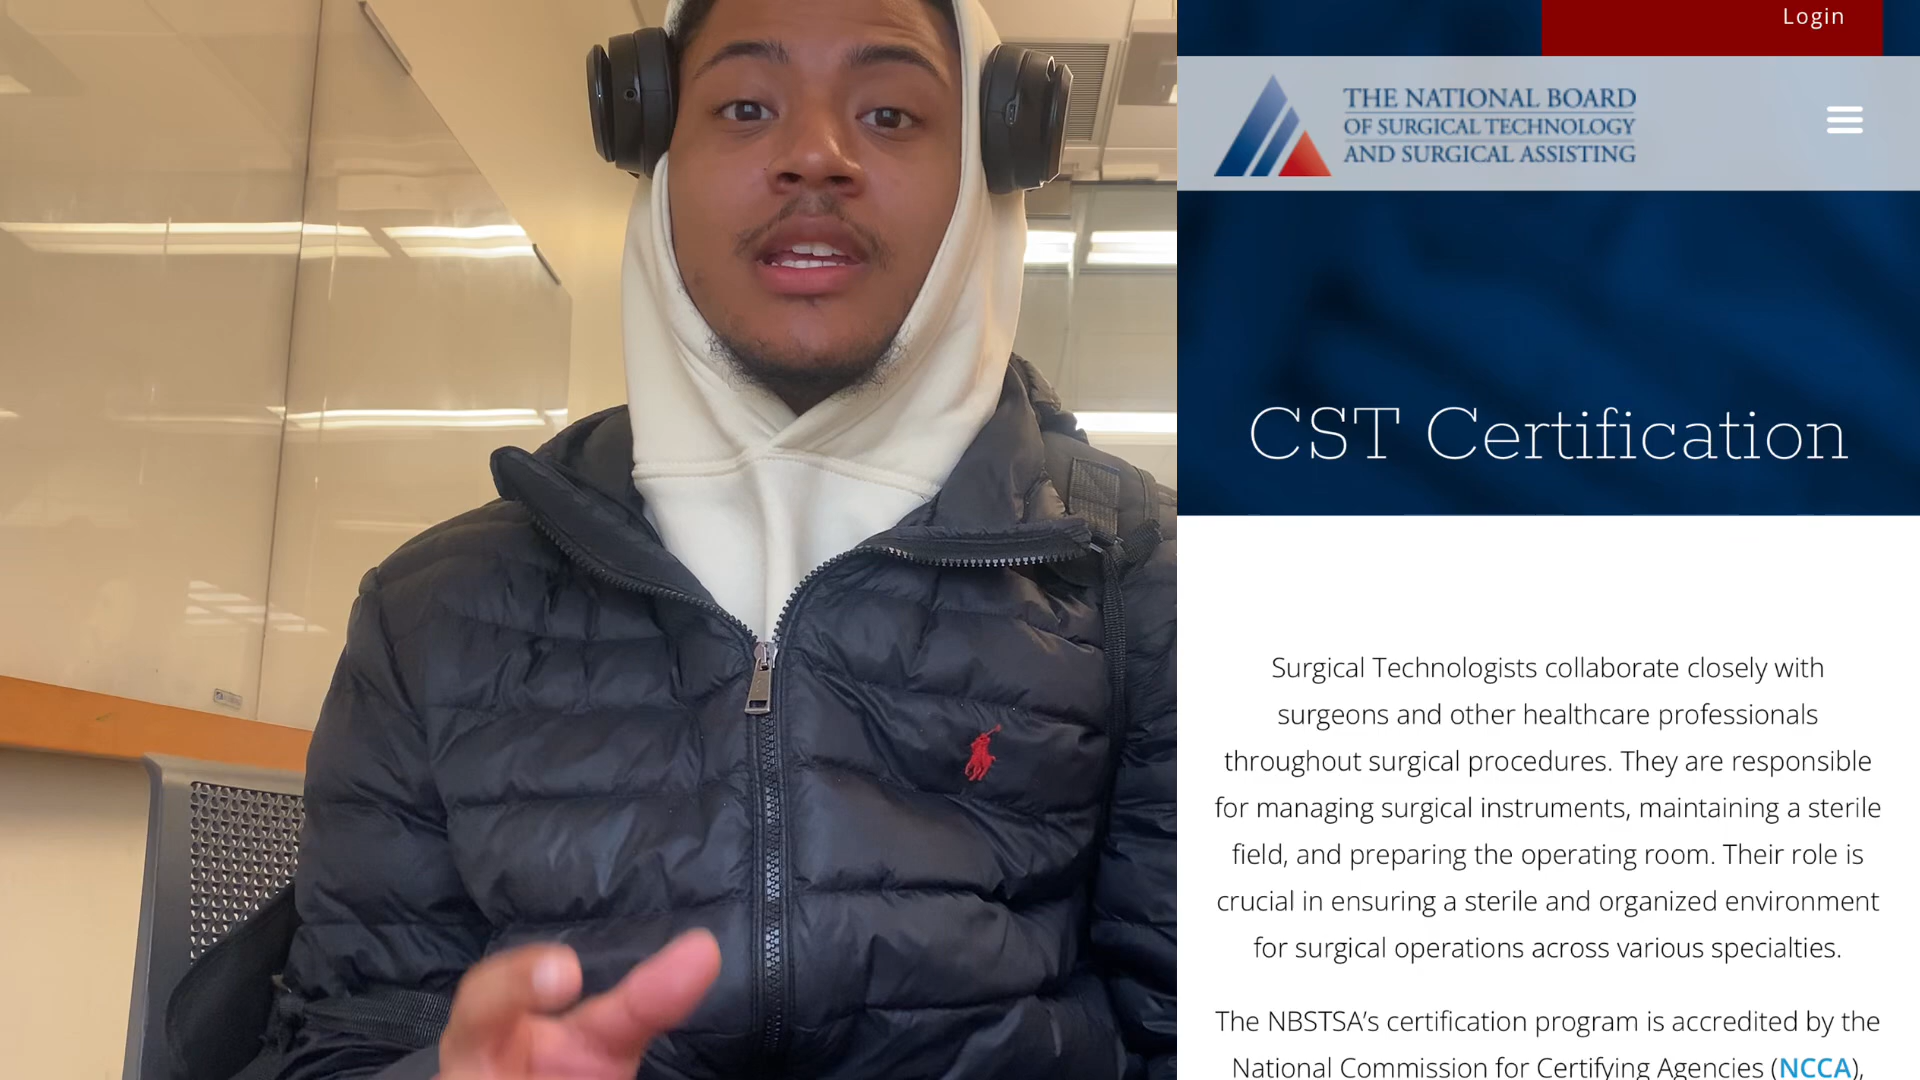 Login
THE NATIONAL BOARD
OF SURGICAL TECHNOLOGY
AND SURGICAL ASSISTING
CST Certification
Surgical Technologists collaborate closely with
surgeons and other healthcare professionals
throughout surgical procedures. They are responsible
for managing surgical instruments, maintaining a sterile
field, and preparing the operating room. Their role is
crucial in ensuring a sterile and organized environment
for surgical operations across various specialties.
The NBSTSA’s certification program is accredited by the
National Commission for Certifying Agencies (NCCA),